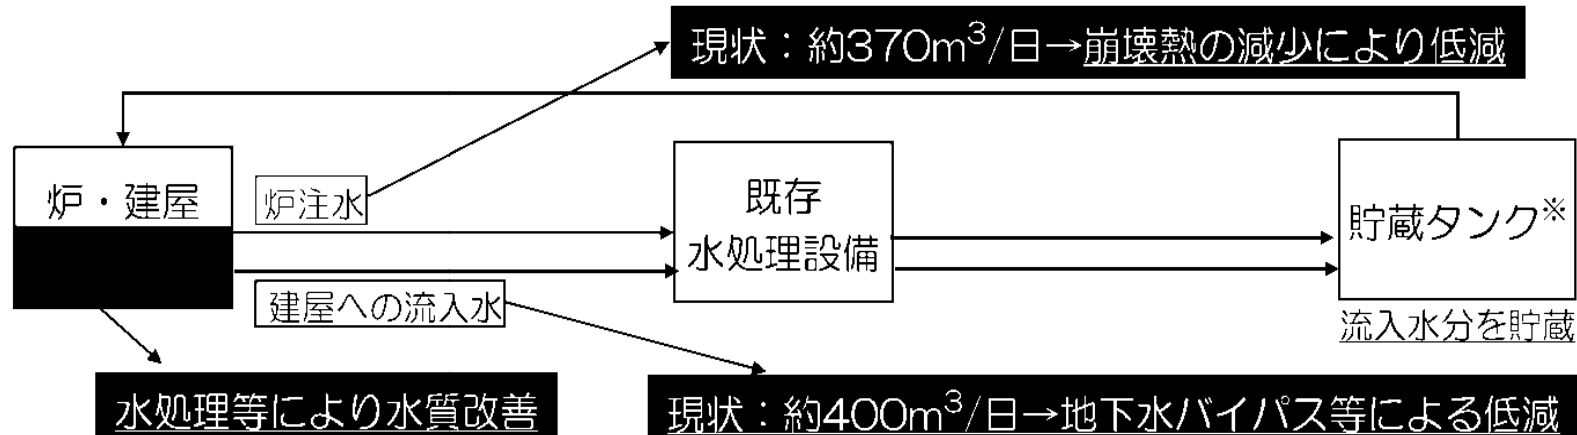 現状：約370m³/日→崩壊熱の減少により低減
炉・建屋
炉注水
既存
水処理設備
貯蔵タンク※
建屋への流入水
流入水分を貯蔵
水処理等により水質改善
現状：約400m³/日→地下水バイパス等による低減